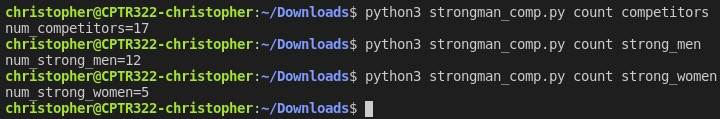 christopher@CPTR322-christopher:~/Downloads$ python3 strongman_comp.py count competitors
num_competitors=17
christopher@CPTR322-christopher:~/Downloads$ python3 strongman_comp.py count strong_men
num_strong_men=12
christopher@CPTR322-christopher:~/Downloads$ python3 strongman_comp.py count strong_women
num_strong_women=5
christopher@CPTR322-christopher:~/Downloads$